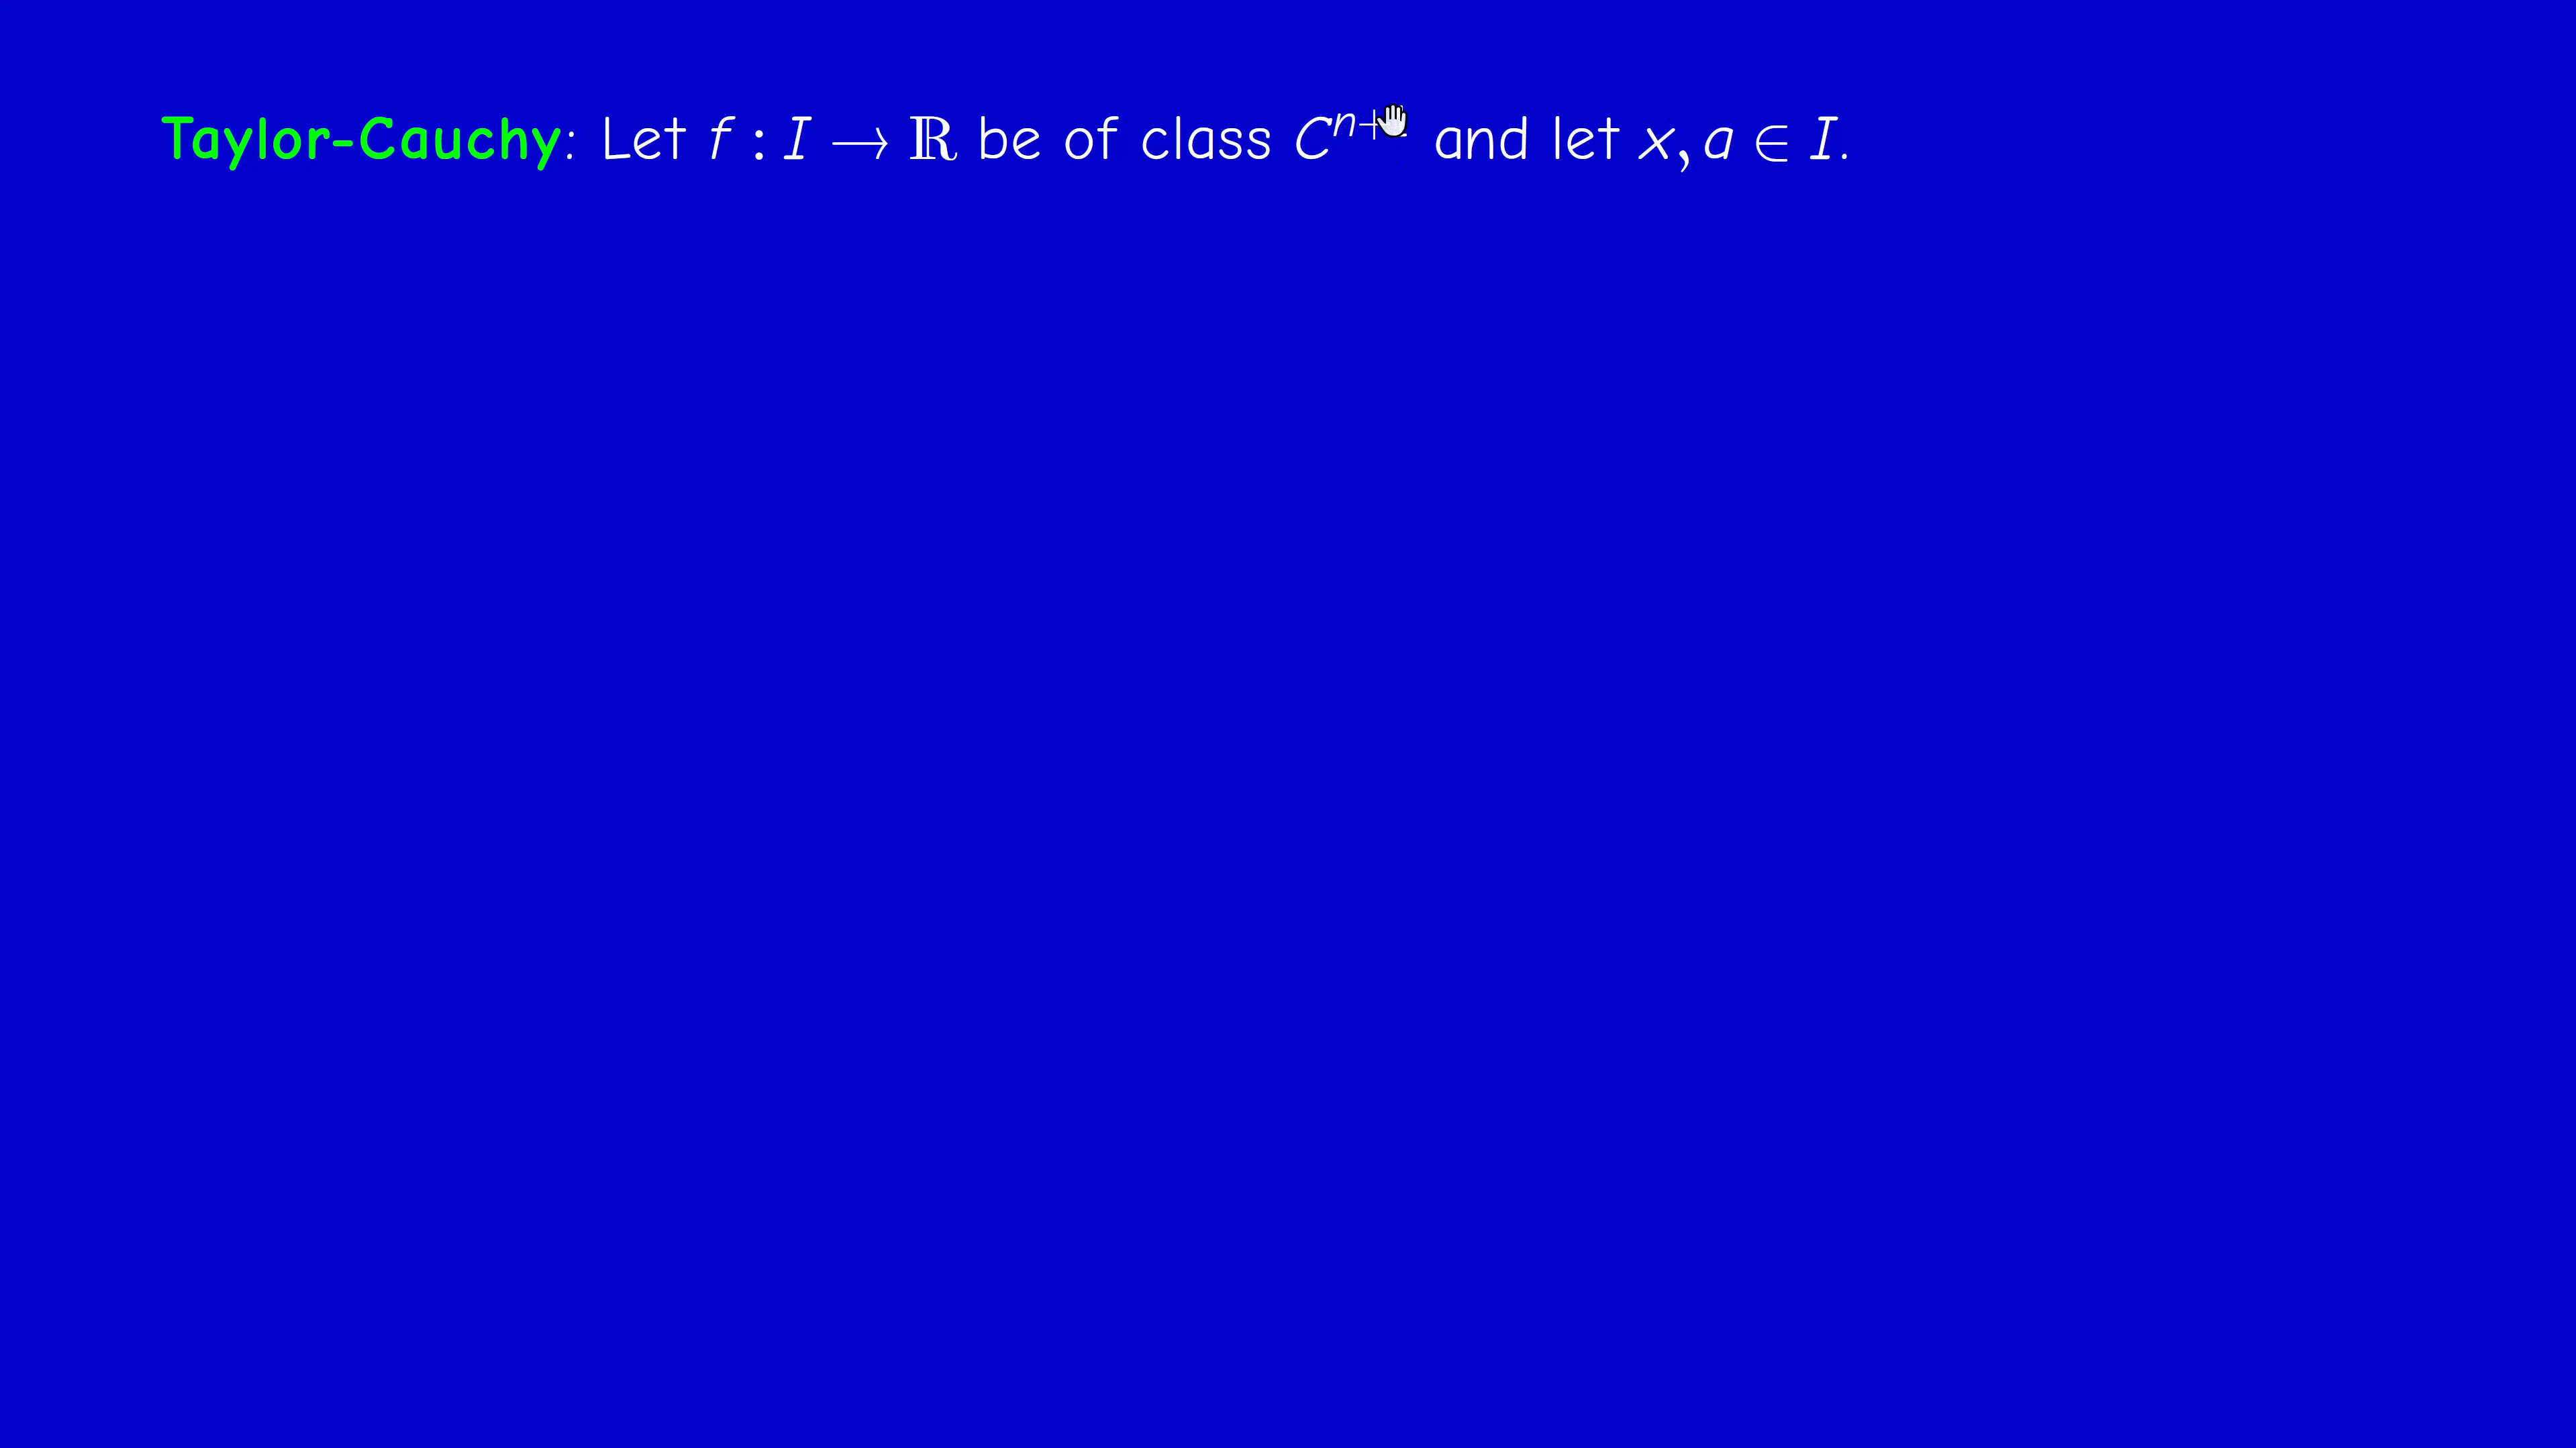 Taylor-Cauchy: Let f : I → ℝ be of class Cⁿ⁺ and let x, a ∈ I.